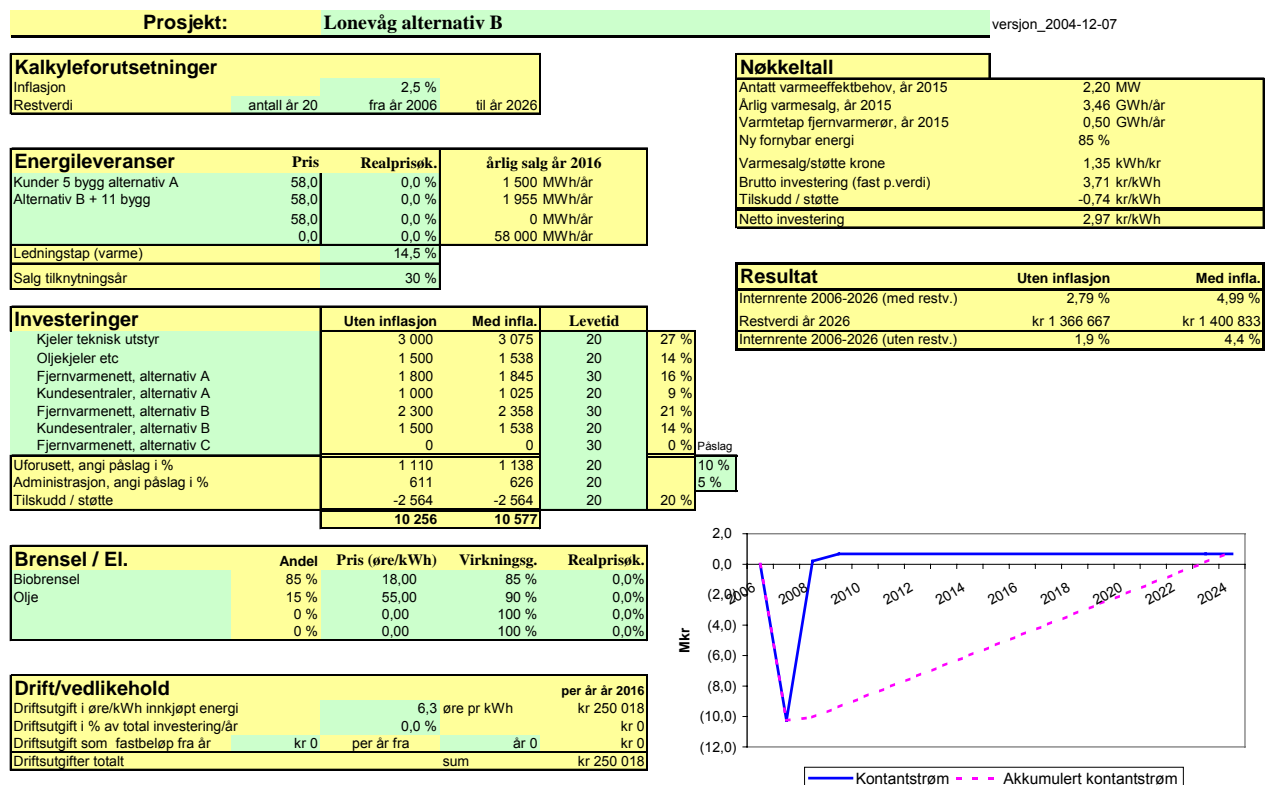 Prosjekt: Lonevåg alternativ B versjon_2004-12-07
Kalkyleforutsetninger
Inflasjon 2,5 %
Restverdi antall år 20 fra år 2006 til år 2026
Nøkkeltall
Antatt varmeeffektbehov, år 2015 2,20 MW
Årlig varmesalg, år 2015 3,46 GWh/år
Varmtetap fjernvarmerør, år 2015 0,50 GWh/år
Ny fornybar energi 85 %
Varmesalg/støtte krone 1,35 kWh/kr
Brutto investering (fast p.verdi) 3,71 kr/kWh
Tilskudd / støtte -0,74 kr/kWh
Netto investering 2,97 kr/kWh
Energileveranser Pris Realprisøk. årlig salg år 2016
Kunder 5 bygg alternativ A 58,0 0,0 % 1 500 MWh/år
Alternativ B + 11 bygg 58,0 0,0 % 1 955 MWh/år
58,0 0,0 % 0 MWh/år
0,0 0,0 % 58 000 MWh/år
Ledningstap (varme) 14,5 %
Salg tilknytningsår 30 %
Resultat Uten inflasjon Med infla.
Internrente 2006-2026 (med restv.) 2,79 % 4,99 %
Restverdi år 2026 kr 1 366 667 kr 1 400 833
Internrente 2006-2026 (uten restv.) 1,9 % 4,4 %
Investeringer Uten inflasjon Med infla. Levetid
Kjeler teknisk utstyr 3 000 3 075 20 27 %
Oljekjeler etc 1 500 1 538 20 14 %
Fjernvarmenett, alternativ A 1 800 1 845 30 16 %
Kundesentraler, alternativ A 1 000 1 025 20 9 %
Fjernvarmenett, alternativ B 2 300 2 358 30 21 %
Kundesentraler, alternativ B 1 500 1 538 20 14 %
Fjernvarmenett, alternativ C 0 0 30 0 % Påslag
Uforusett, angi påslag i % 1 110 1 138 20 10 %
Administrasjon, angi påslag i % 611 626 20 5 %
Tilskudd / støtte -2 564 -2 564 20 20 %
10 256 10 577
Brensel / El. Andel Pris (øre/kWh) Virkningsg. Realprisøk.
Biobrensel 85 % 18,00 85 % 0,0%
Olje 15 % 55,00 90 % 0,0%
0 % 0,00 100 % 0,0%
0 % 0,00 100 % 0,0%
Drift/vedlikehold per år år 2016
Driftsutgift i øre/kWh innkjøpt energi 6,3 øre pr kWh kr 250 018
Driftsutgift i % av total investering/år 0,0 % kr 0
Driftsutgift som fastbeløp fra år kr 0 per år fra år 0 kr 0
Driftsutgifter totalt sum kr 250 018
Mkr
2,0
0,0
(2,0)
(4,0)
(6,0)
(8,0)
(10,0)
(12,0)
2006 2008 2010 2012 2014 2016 2018 2020 2022 2024
Kontantstrøm Akkumulert kontantstrøm